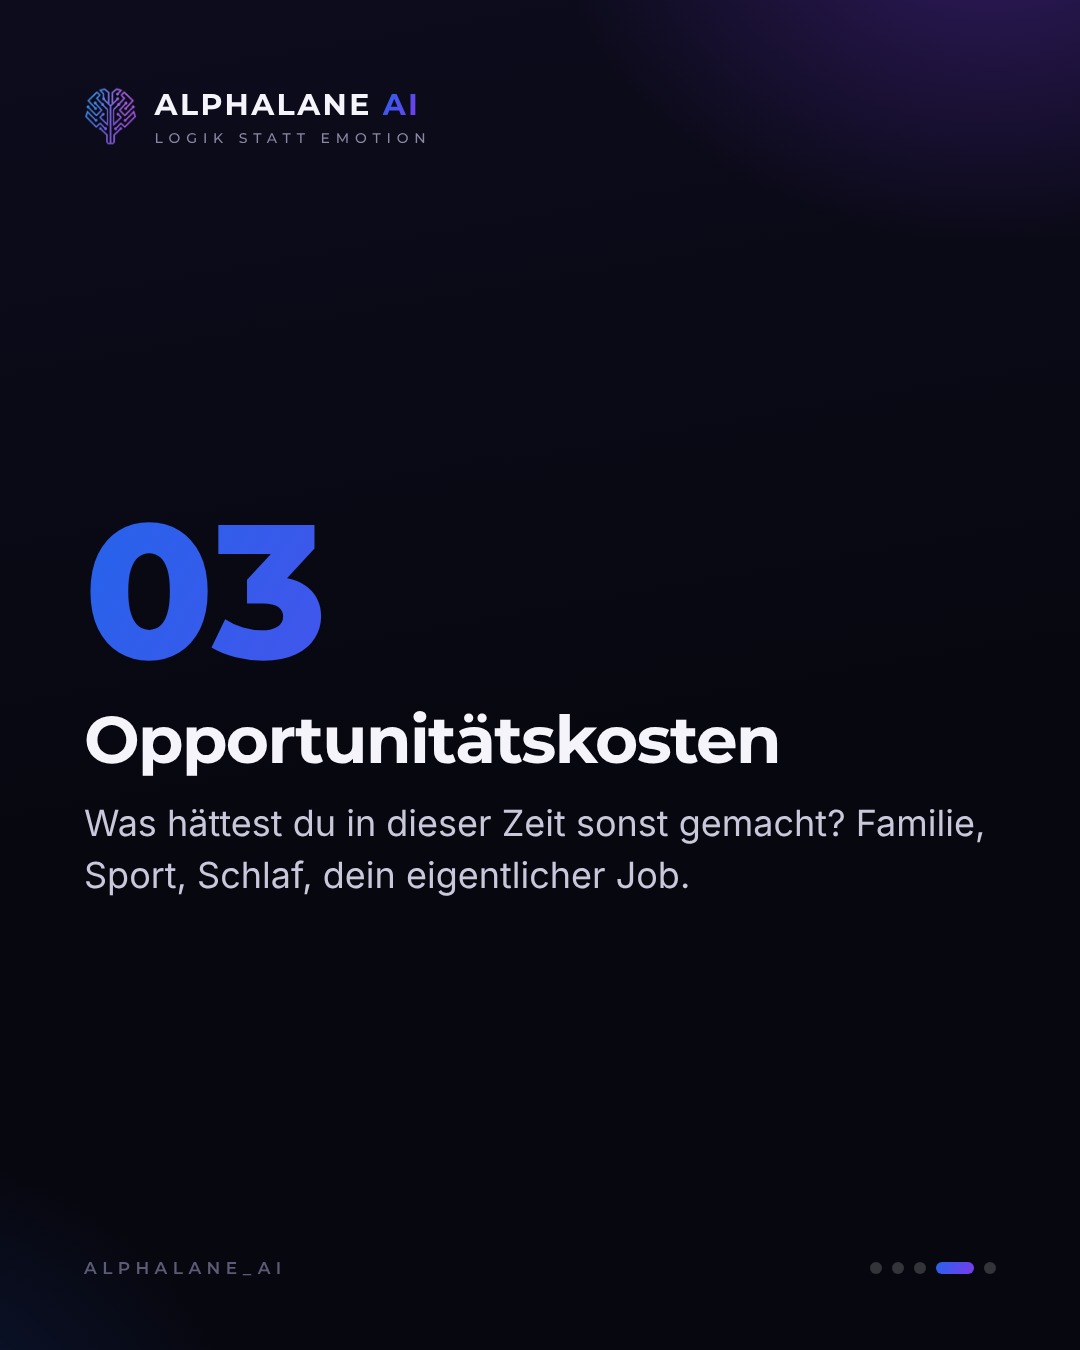 ALPHALANE AI
LOGIK STATT EMOTION
03
Opportunitätskosten
Was hättest du in dieser Zeit sonst gemacht? Familie,
Sport, Schlaf, dein eigentlicher Job.
ALPHALANE_AI